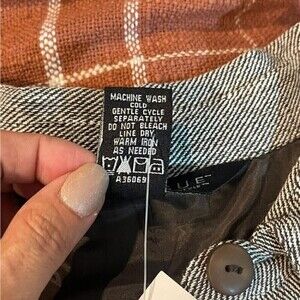 MACHINE WASH
COLD
GENTLE CYCLE
SEPARATELY
DO NOT BLEACH
LINE DRY
WARM IRON
AS NEEDED
A36069